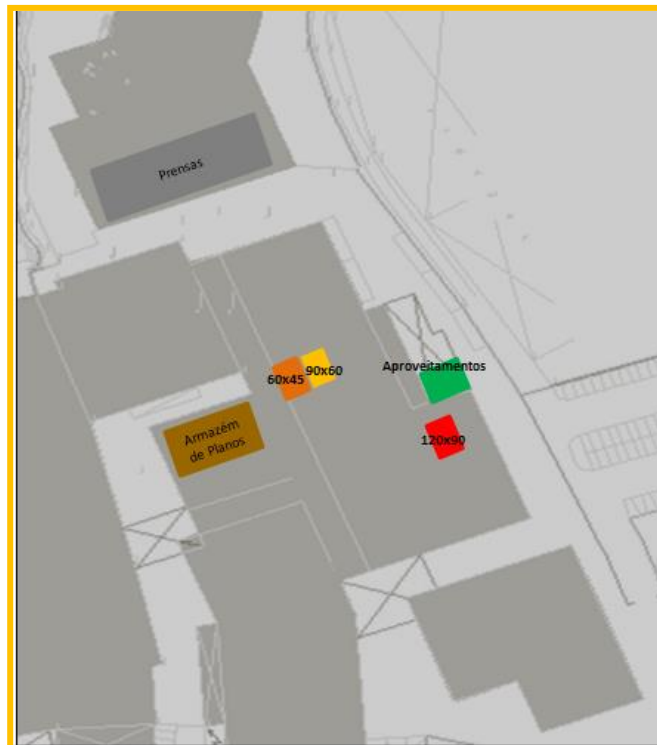 Prensas
60x45
90x60
Aproveitamentos
Armazém
de Planos
120x90